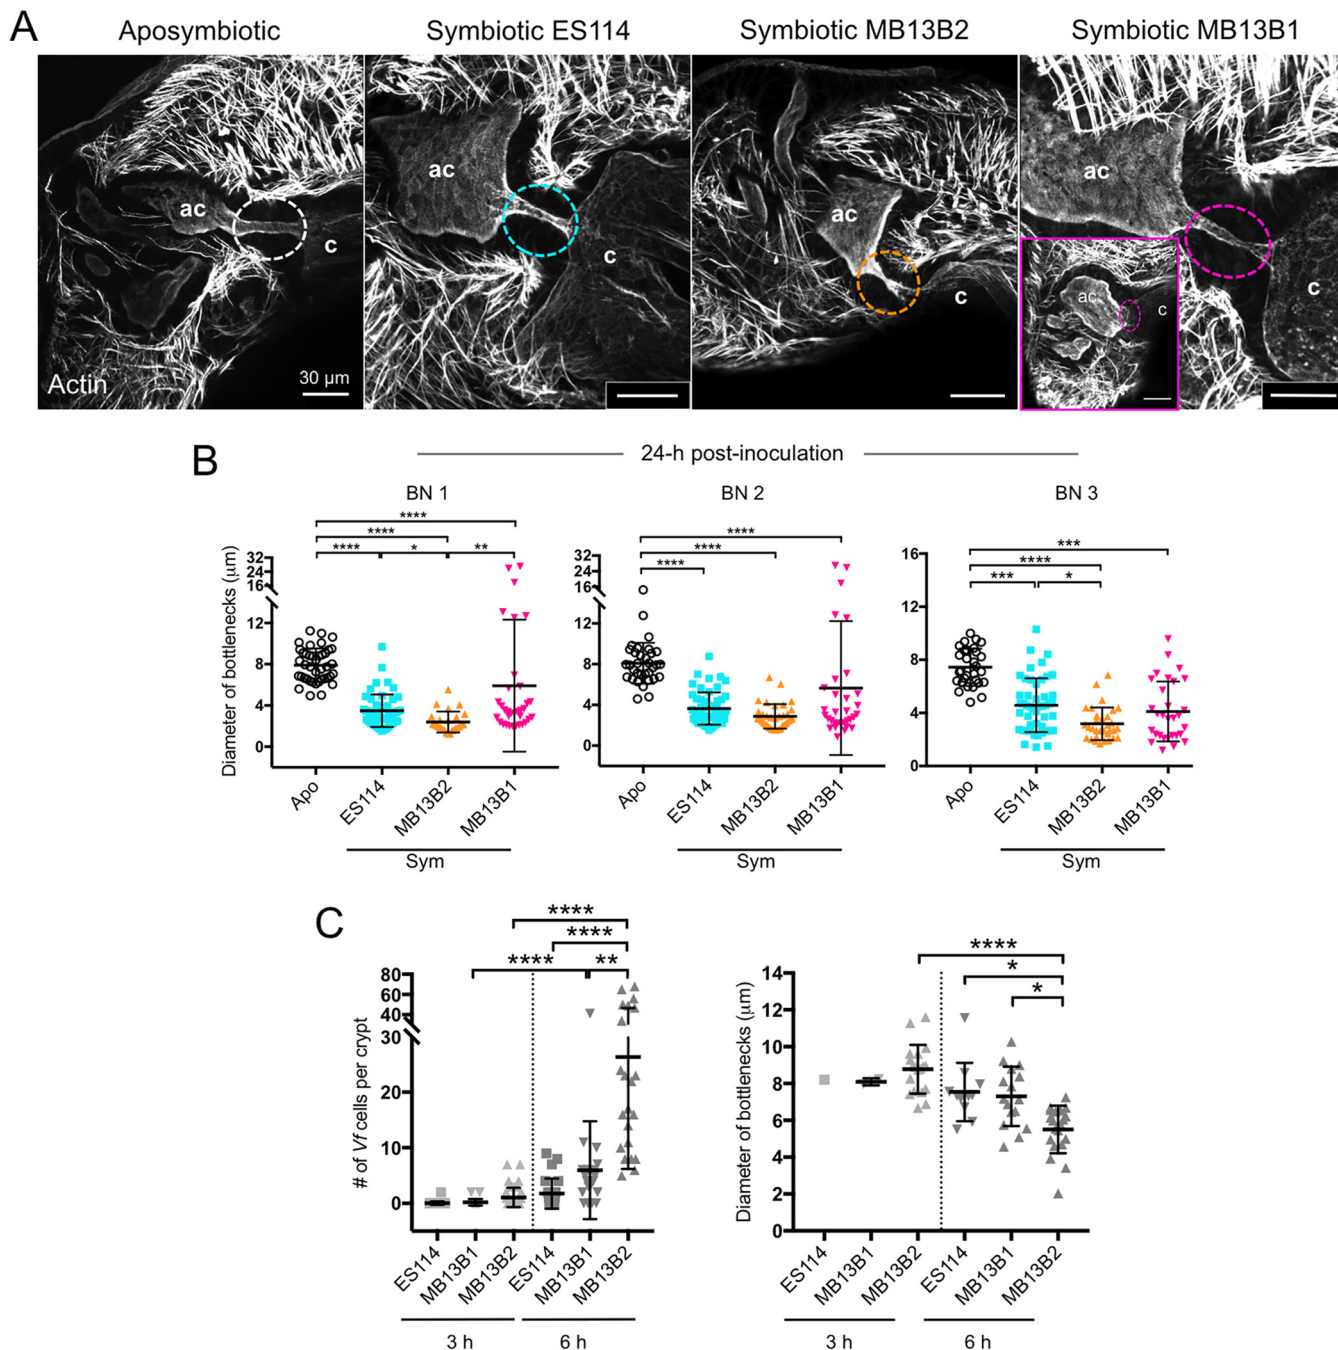 A
Aposymbiotic
Symbiotic ES114
Symbiotic MB13B2
Symbiotic MB13B1
ac
c
Actin
30 μm
ac
c
ac
c
ac
c
ac
c
B
24-h post-inoculation
BN 1
BN 2
BN 3
Diameter of bottlenecks (μm)
32
24
16
12
8
4
0
****
****
****
*
**
Apo
ES114
MB13B2
MB13B1
Sym
32
24
16
12
8
4
0
****
****
****
Apo
ES114
MB13B2
MB13B1
Sym
16
12
8
4
0
***
****
***
*
Apo
ES114
MB13B2
MB13B1
Sym
C
# of Vf cells per crypt
80
60
40
30
20
10
0
****
****
****
**
ES114
MB13B1
MB13B2
ES114
MB13B1
MB13B2
3 h
6 h
Diameter of bottlenecks (μm)
14
12
10
8
6
4
2
0
****
*
*
ES114
MB13B1
MB13B2
ES114
MB13B1
MB13B2
3 h
6 h